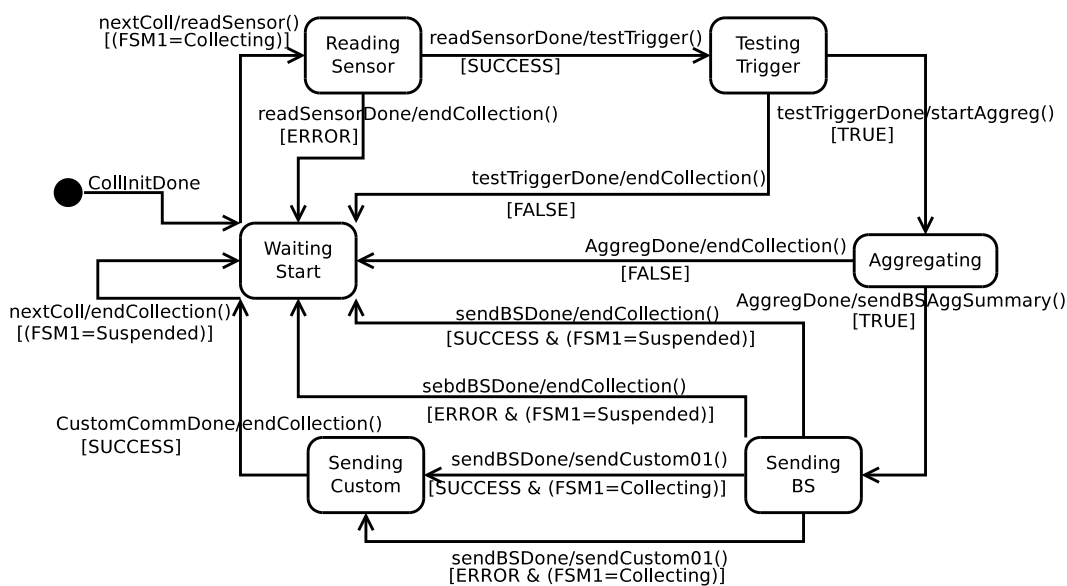 nextColl/readSensor()
[(FSM1=Collecting)]
Reading
Sensor
readSensorDone/testTrigger()
[SUCCESS]
Testing
Trigger
readSensorDone/endCollection()
[ERROR]
testTriggerDone/startAggreg()
[TRUE]
CollInitDone
testTriggerDone/endCollection()
[FALSE]
Waiting
Start
AggregDone/endCollection()
[FALSE]
Aggregating
nextColl/endCollection()
[(FSM1=Suspended)]
AggregDone/sendBSAggSummary()
[TRUE]
sendBSDone/endCollection()
[SUCCESS & (FSM1=Suspended)]
sebdBSDone/endCollection()
[ERROR & (FSM1=Suspended)]
CustomCommDone/endCollection()
[SUCCESS]
Sending
Custom
sendBSDone/sendCustom01()
[SUCCESS & (FSM1=Collecting)]
Sending
BS
sendBSDone/sendCustom01()
[ERROR & (FSM1=Collecting)]